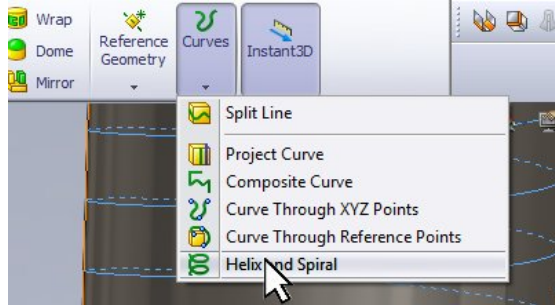 Wrap
Dome
Mirror
Reference
Geometry
Curves
Instant3D
Split Line
Project Curve
Composite Curve
Curve Through XYZ Points
Curve Through Reference Points
Helix and Spiral